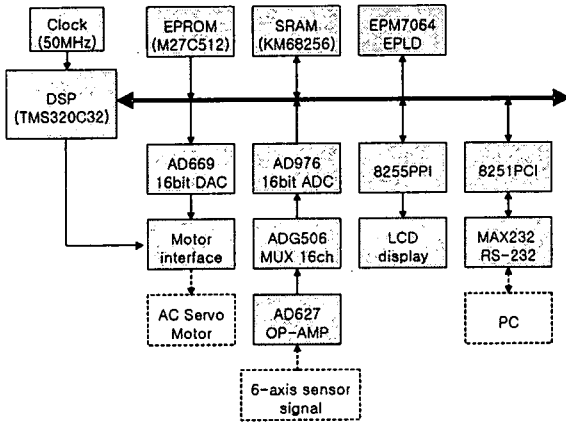 Clock
(50MHz)
EPROM
(M27C512)
SRAM
(KM68256)
EPM7064
EPLD
DSP
(TMS320C32)
AD669
16bit DAC
AD976
16bit ADC
8255PPI
8251PCI
Motor
interface
ADG506
MUX 16ch
LCD
display
MAX232
RS-232
AC Servo
Motor
AD627
OP-AMP
PC
6-axis sensor
signal